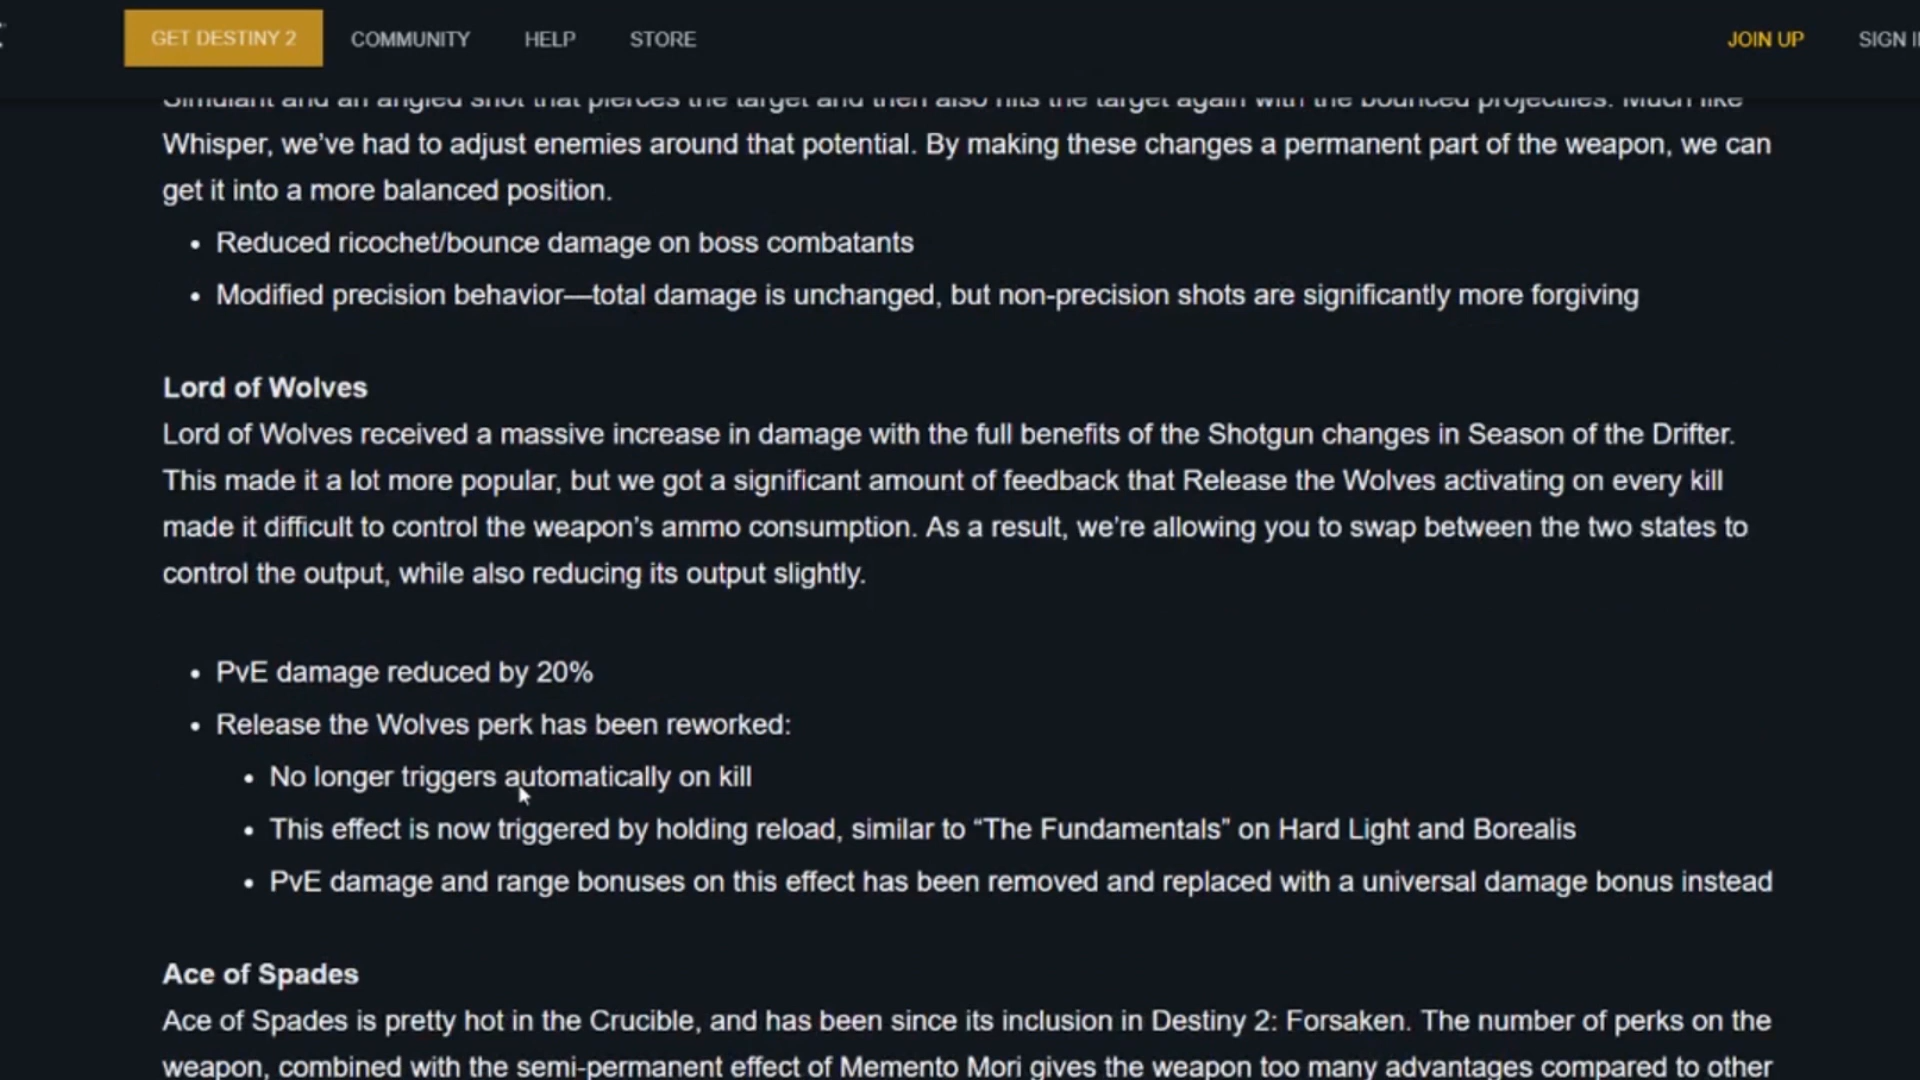 GET DESTINY 2 COMMUNITY HELP STORE JOIN UP SIGN
Simulant and an angled shot that pierces the target and then also hits the target again with the bounced projectiles. Much like
Whisper, we’ve had to adjust enemies around that potential. By making these changes a permanent part of the weapon, we can
get it into a more balanced position.
• Reduced ricochet/bounce damage on boss combatants
• Modified precision behavior—total damage is unchanged, but non-precision shots are significantly more forgiving
Lord of Wolves
Lord of Wolves received a massive increase in damage with the full benefits of the Shotgun changes in Season of the Drifter.
This made it a lot more popular, but we got a significant amount of feedback that Release the Wolves activating on every kill
made it difficult to control the weapon’s ammo consumption. As a result, we’re allowing you to swap between the two states to
control the output, while also reducing its output slightly.
• PvE damage reduced by 20%
• Release the Wolves perk has been reworked:
• No longer triggers automatically on kill
• This effect is now triggered by holding reload, similar to “The Fundamentals” on Hard Light and Borealis
• PvE damage and range bonuses on this effect has been removed and replaced with a universal damage bonus instead
Ace of Spades
Ace of Spades is pretty hot in the Crucible, and has been since its inclusion in Destiny 2: Forsaken. The number of perks on the
weapon, combined with the semi-permanent effect of Memento Mori gives the weapon too many advantages compared to other